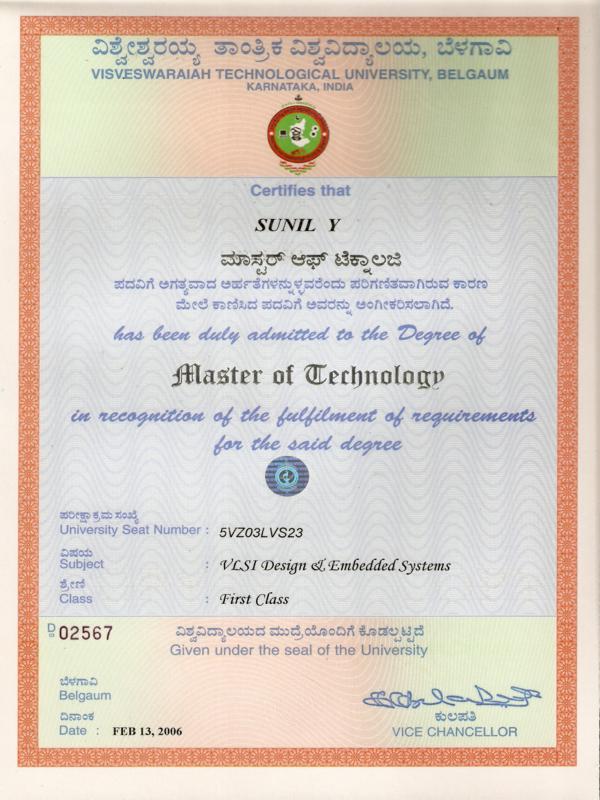 ವಿಶ್ವೇಶ್ವರಯ್ಯ ತಾಂತ್ರಿಕ ವಿಶ್ವವಿದ್ಯಾಲಯ, ಬೆಳಗಾವಿ
VISVESWARAIAH TECHNOLOGICAL UNIVERSITY, BELGAUM
KARNATAKA, INDIA
Certifies that
SUNIL Y
ಮಾಸ್ಟರ್ ಆಫ್ ಟೆಕ್ನಾಲಜಿ
ಪದವಿಗೆ ಅಗತ್ಯವಾದ ಅರ್ಹತೆಗಳನ್ನುಳ್ಳವರೆಂದು ಪರಿಗಣಿತವಾಗಿರುವ ಕಾರಣ
ಮೇಲೆ ಕಾಣಿಸಿದ ಪದವಿಗೆ ಅವರನ್ನು ಅಂಗೀಕರಿಸಲಾಗಿದೆ.
has been duly admitted to the Degree of
Master of Technology
in recognition of the fulfilment of requirements
for the said degree
ಪರೀಕ್ಷಾ ಕ್ರಮ ಸಂಖ್ಯೆ
University Seat Number : 5VZ03LVS23
ವಿಷಯ
Subject : VLSI Design & Embedded Systems
ಶ್ರೇಣಿ
Class : First Class
02567
ವಿಶ್ವವಿದ್ಯಾಲಯದ ಮುದ್ರೆಯೊಂದಿಗೆ ಕೊಡಲ್ಪಟ್ಟಿದೆ
Given under the seal of the University
ಬೆಳಗಾವಿ
Belgaum
ದಿನಾಂಕ
Date : FEB 13, 2006
ಕುಲಪತಿ
VICE CHANCELLOR